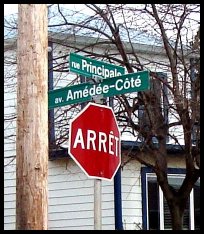 rue Principale
av. Amédée-Côté
ARRÊT